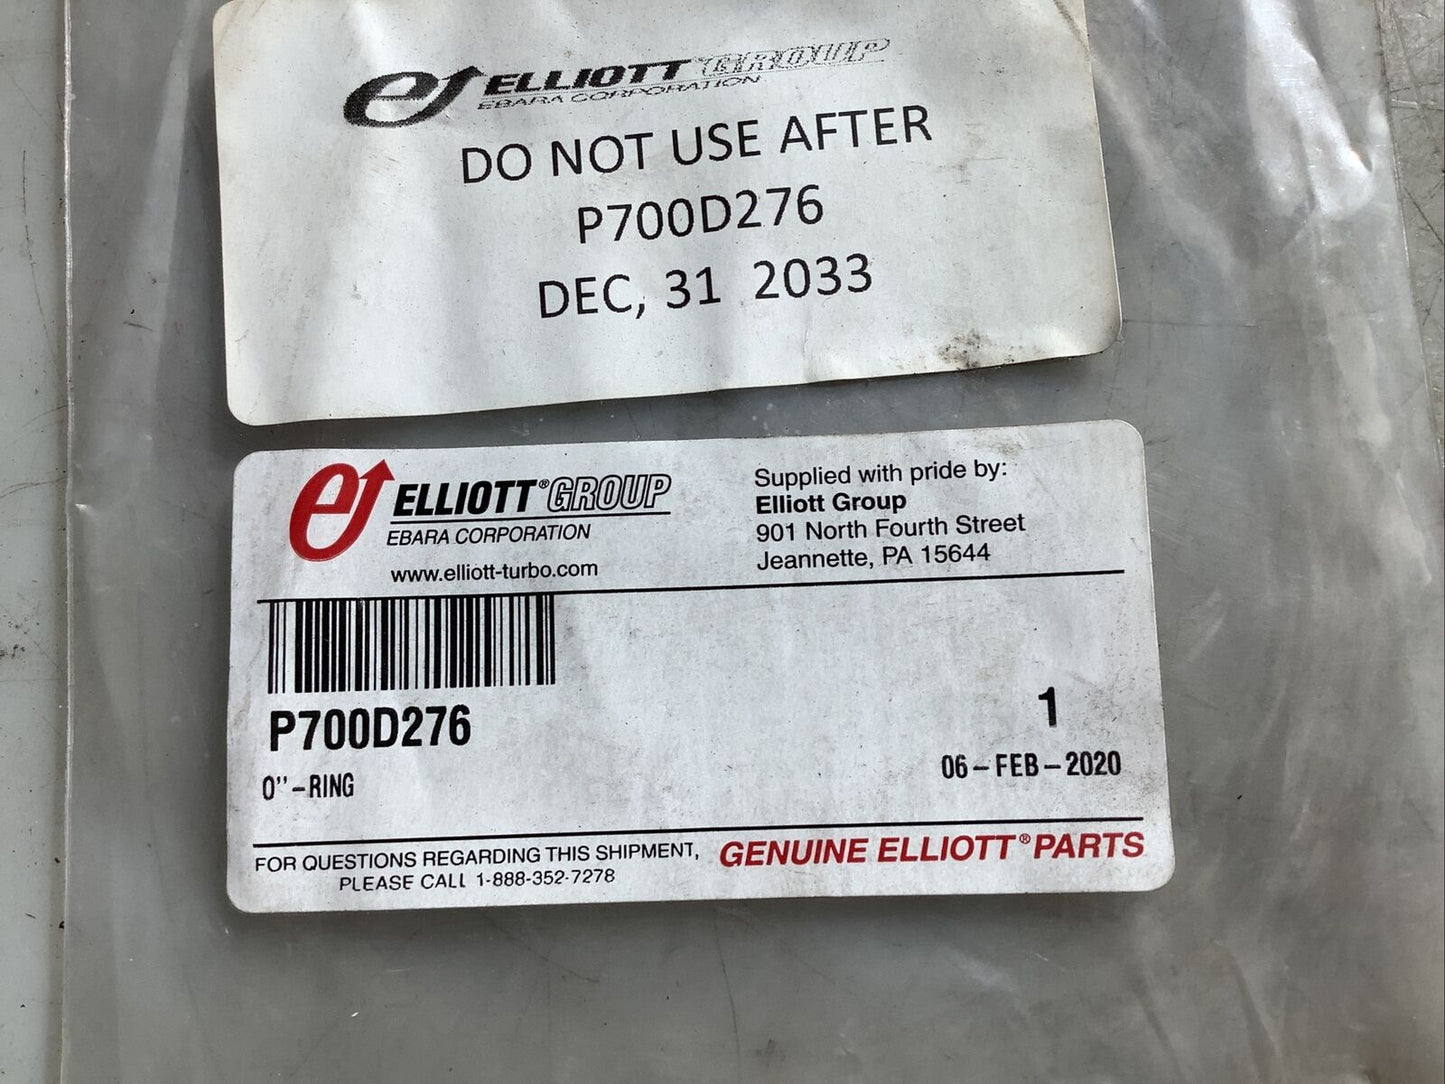 ELLIOTT GROUP
EBARA CORPORATION
DO NOT USE AFTER
P700D276
DEC, 31 2033
ELLIOTT® GROUP
EBARA CORPORATION
www.elliott-turbo.com
Supplied with pride by:
Elliott Group
901 North Fourth Street
Jeannette, PA 15644
P700D276
1
O"-RING
06-FEB-2020
FOR QUESTIONS REGARDING THIS SHIPMENT,
PLEASE CALL 1-888-352-7278
GENUINE ELLIOTT® PARTS